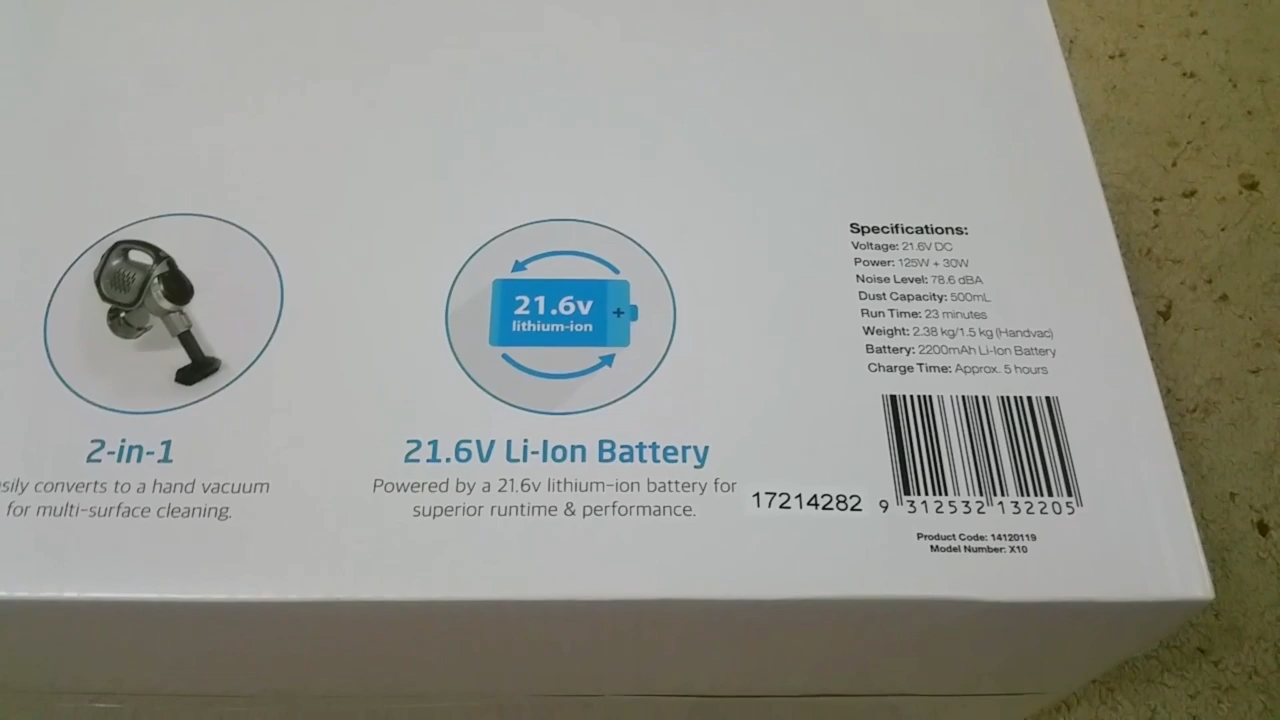 21.6v
lithium-ion
2-in-1
sily converts to a hand vacuum
for multi-surface cleaning.
21.6V Li-Ion Battery
Powered by a 21.6v lithium-ion battery for
superior runtime & performance.
Specifications:
Voltage: 21.6V DC
Power: 125W + 30W
Noise Level: 78.6 dBA
Dust Capacity: 500mL
Run Time: 23 minutes
Weight: 2.38 kg/1.5 kg (Handvac)
Battery: 2200mAh Li-Ion Battery
Charge Time: Approx. 5 hours
17214282
9 312532 132205
Product Code: 14120119
Model Number: X10